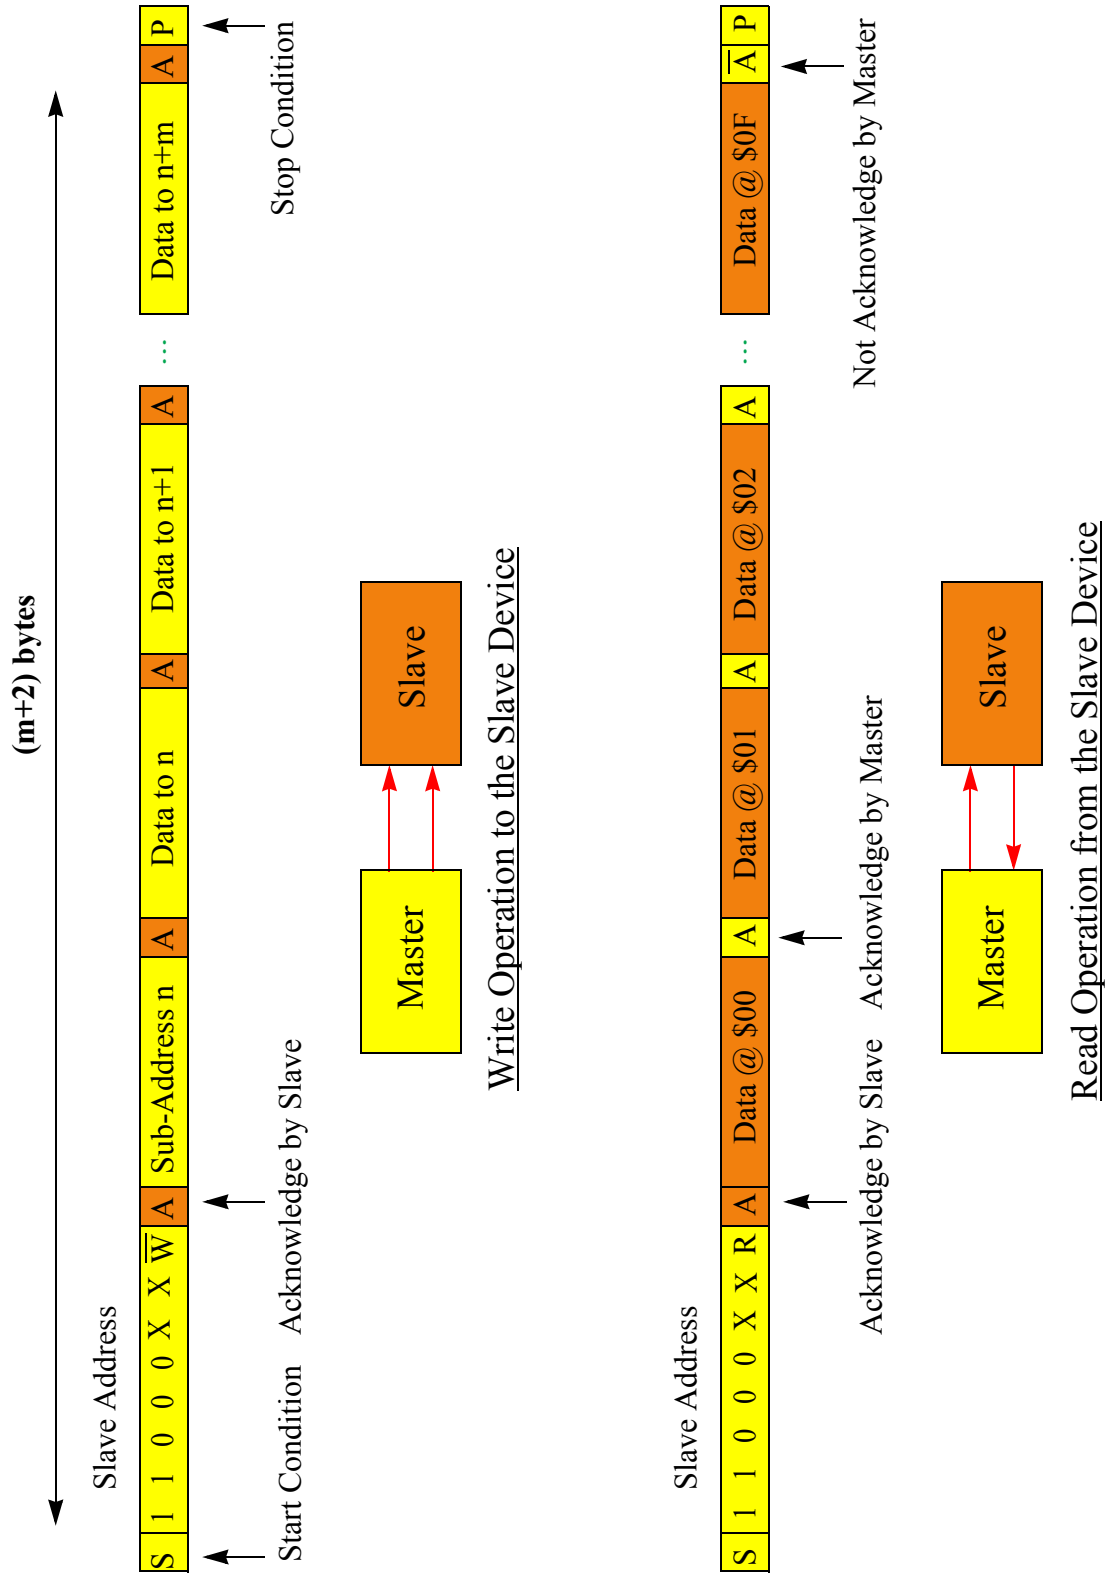 (m+2) bytes
Slave Address
S 1 1 0 0 0 X X W̅ A Sub-Address n A Data to n A Data to n+1 A ... Data to n+m A P
Start Condition Acknowledge by Slave Stop Condition
Master Slave
Write Operation to the Slave Device
Slave Address
S 1 1 0 0 0 X X R A Data @ $00 A Data @ $01 A Data @ $02 A ... Data @ $0F A̅ P
Acknowledge by Slave Acknowledge by Master Not Acknowledge by Master
Master Slave
Read Operation from the Slave Device